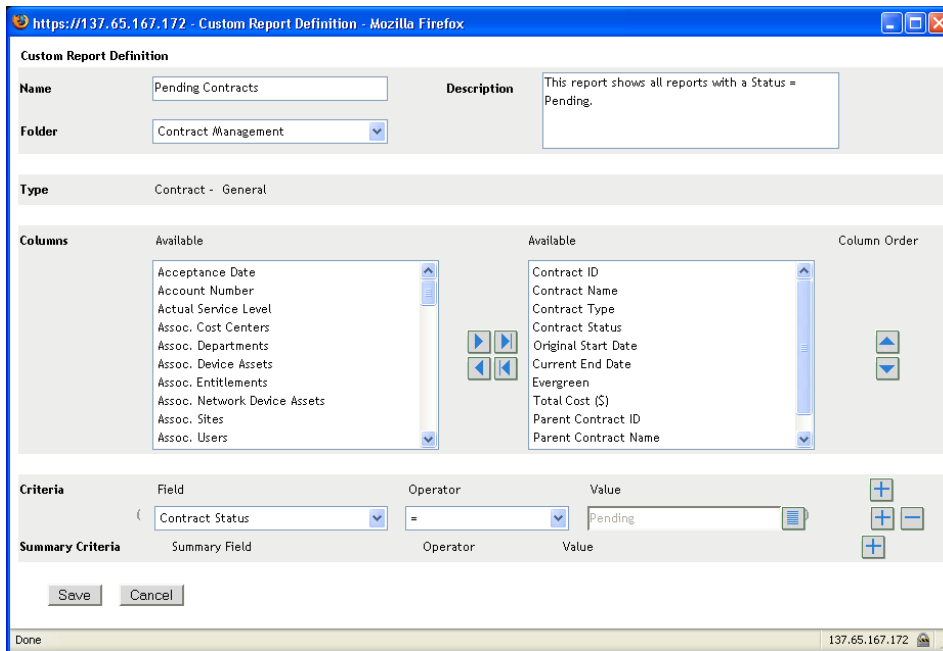 https://137.65.167.172 - Custom Report Definition - Mozilla Firefox
Custom Report Definition
Name Pending Contracts Description This report shows all reports with a Status =
Pending.
Folder Contract Management
Type Contract - General
Columns Available Available Column Order
Acceptance Date Contract ID
Account Number Contract Name
Actual Service Level Contract Type
Assoc. Cost Centers Contract Status
Assoc. Departments Original Start Date
Assoc. Device Assets Current End Date
Assoc. Entitlements Evergreen
Assoc. Network Device Assets Total Cost ($)
Assoc. Sites Parent Contract ID
Assoc. Users Parent Contract Name
Criteria Field Operator Value
( Contract Status = Pending )
Summary Criteria Summary Field Operator Value
Save Cancel
Done 137.65.167.172